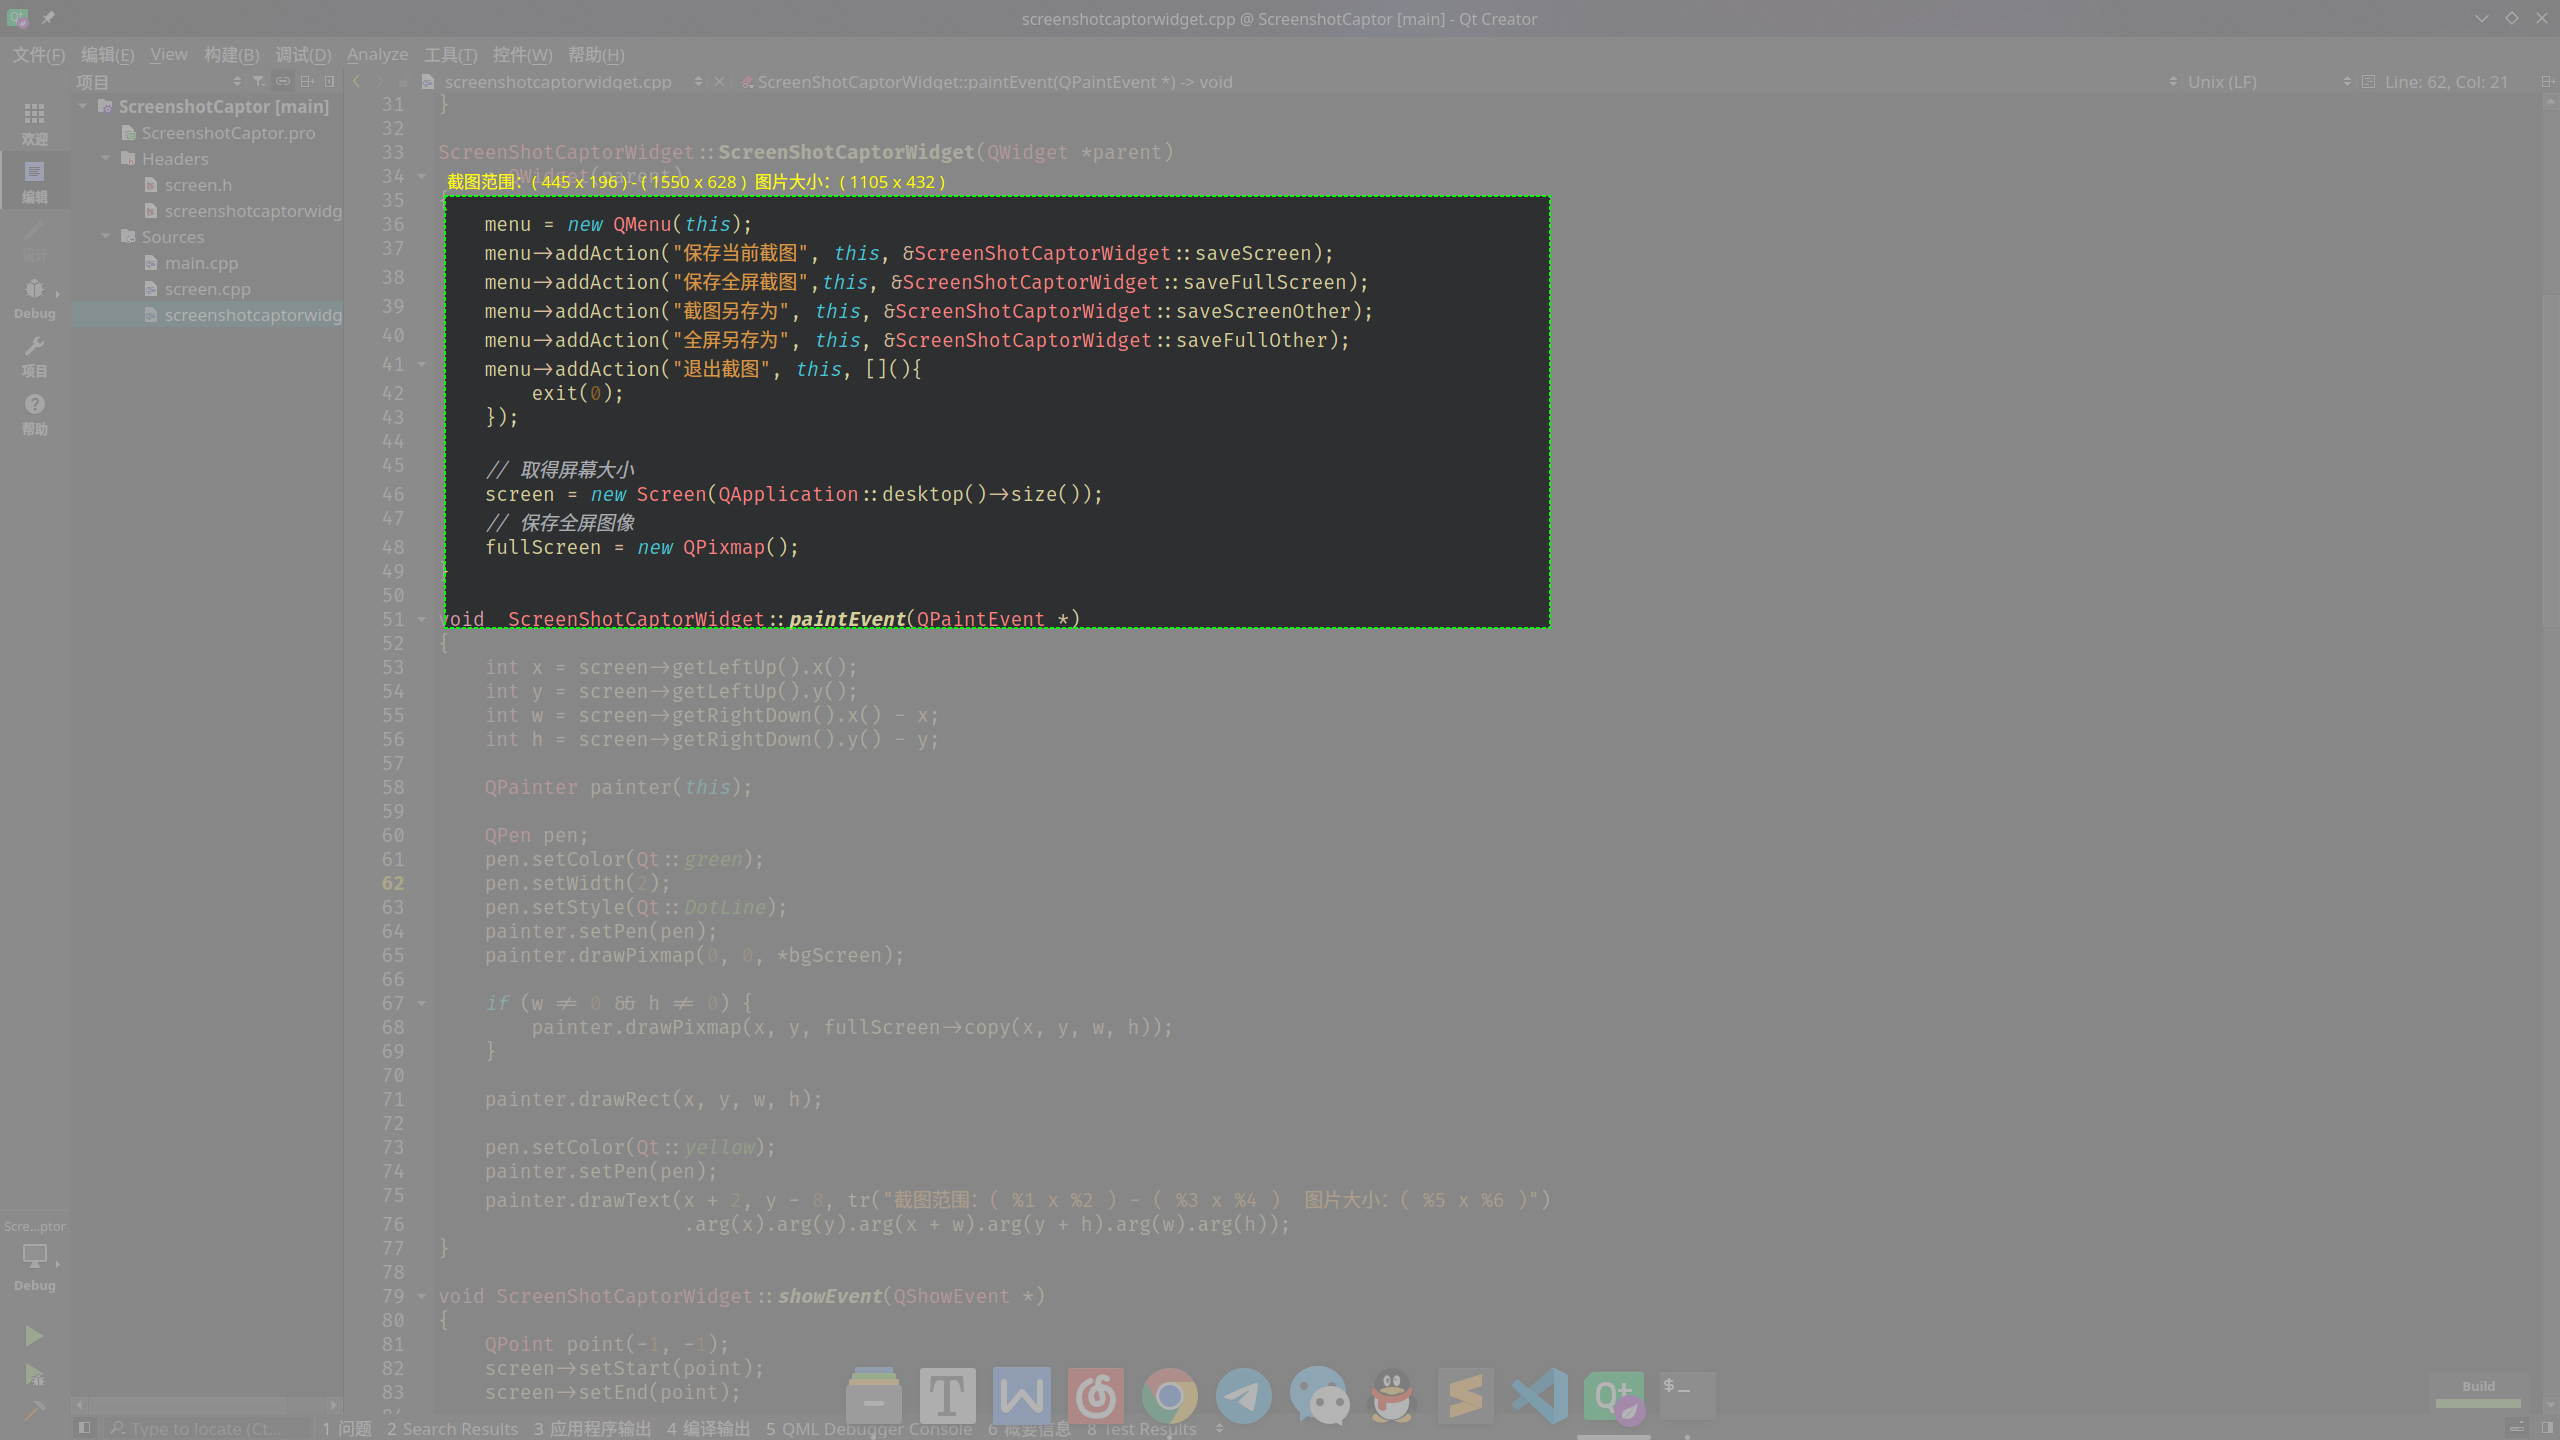 screenshotcaptorwidget.cpp @ ScreenshotCaptor [main] - Qt Creator
文件(F) 编辑(E) View 构建(B) 调试(D) Analyze 工具(T) 控件(W) 帮助(H)
项目
screenshotcaptorwidget.cpp
ScreenShotCaptorWidget::paintEvent(QPaintEvent *) -> void
Unix (LF)
Line: 62, Col: 21
欢迎
编辑
设计
Debug
项目
帮助
ScreenshotCaptor [main]
ScreenshotCaptor.pro
Headers
screen.h
screenshotcaptorwidg
Sources
main.cpp
screen.cpp
screenshotcaptorwidg
31 }
32
33 ScreenShotCaptorWidget::ScreenShotCaptorWidget(QWidget *parent)
34 : QWidget(parent)
截图范围：( 445 x 196 ) - ( 1550 x 628 ) 图片大小：( 1105 x 432 )
35 {
36 menu = new QMenu(this);
37 menu->addAction("保存当前截图", this, &ScreenShotCaptorWidget::saveScreen);
38 menu->addAction("保存全屏截图",this, &ScreenShotCaptorWidget::saveFullScreen);
39 menu->addAction("截图另存为", this, &ScreenShotCaptorWidget::saveScreenOther);
40 menu->addAction("全屏另存为", this, &ScreenShotCaptorWidget::saveFullOther);
41 menu->addAction("退出截图", this, [](){
42 exit(0);
43 });
44
45 // 取得屏幕大小
46 screen = new Screen(QApplication::desktop()->size());
47 // 保存全屏图像
48 fullScreen = new QPixmap();
49 }
50
51 void  ScreenShotCaptorWidget::paintEvent(QPaintEvent *)
52 {
53 int x = screen->getLeftUp().x();
54 int y = screen->getLeftUp().y();
55 int w = screen->getRightDown().x() - x;
56 int h = screen->getRightDown().y() - y;
57
58 QPainter painter(this);
59
60 QPen pen;
61 pen.setColor(Qt::green);
62 pen.setWidth(2);
63 pen.setStyle(Qt::DotLine);
64 painter.setPen(pen);
65 painter.drawPixmap(0, 0, *bgScreen);
66
67 if (w != 0 && h != 0) {
68 painter.drawPixmap(x, y, fullScreen->copy(x, y, w, h));
69 }
70
71 painter.drawRect(x, y, w, h);
72
73 pen.setColor(Qt::yellow);
74 painter.setPen(pen);
75 painter.drawText(x + 2, y - 8, tr("截图范围：( %1 x %2 ) - ( %3 x %4 )  图片大小：( %5 x %6 )")
76 .arg(x).arg(y).arg(x + w).arg(y + h).arg(w).arg(h));
77 }
78
79 void ScreenShotCaptorWidget::showEvent(QShowEvent *)
80 {
81 QPoint point(-1, -1);
82 screen->setStart(point);
83 screen->setEnd(point);
Scre...ptor
Debug
Build
Type to locate (Ct...
1 问题 2 Search Results 3 应用程序输出 4 编译输出 5 QML Debugger Console 6 概要信息 8 Test Results